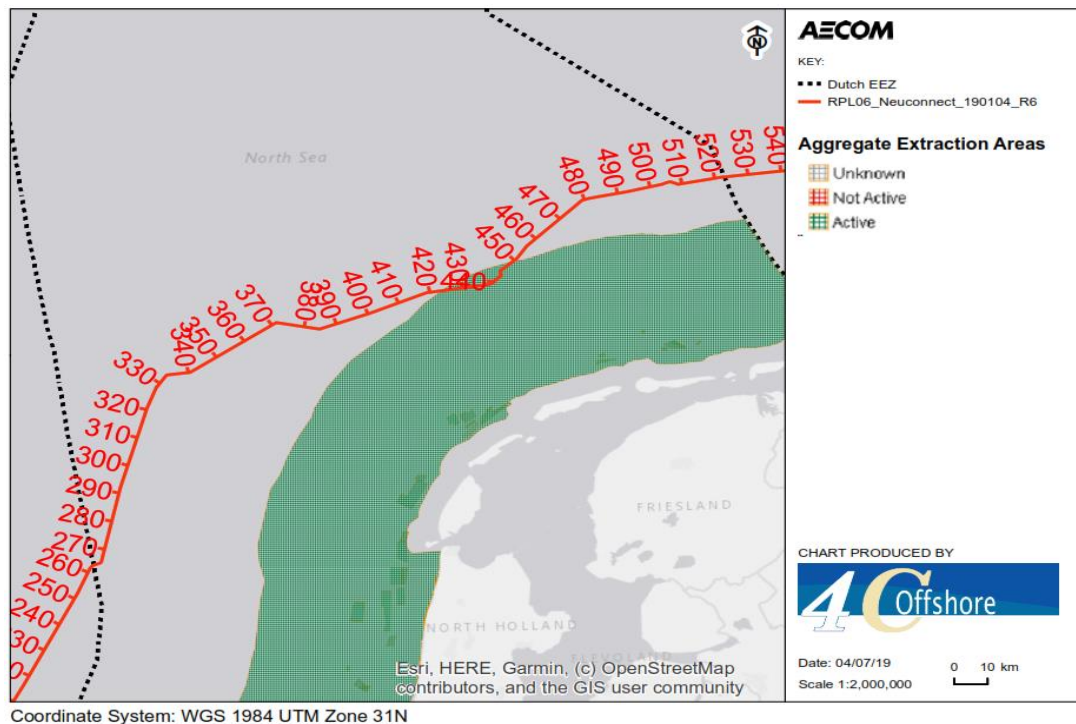 North Sea
540
530
520
510
500
490
480
470
460
450
440
430
420
410
400
390
380
370
360
350
340
330
320
310
300
290
280
270
260
250
240
FRIESLAND
NORTH HOLLAND
FLEVOLAND
Esri, HERE, Garmin, (c) OpenStreetMap
contributors, and the GIS user community
Coordinate System: WGS 1984 UTM Zone 31N
AECOM
KEY:
Dutch EEZ
RPL06_Neuconnect_190104_R6
Aggregate Extraction Areas
Unknown
Not Active
Active
CHART PRODUCED BY
4C Offshore
Date: 04/07/19
Scale 1:2,000,000
0 10 km